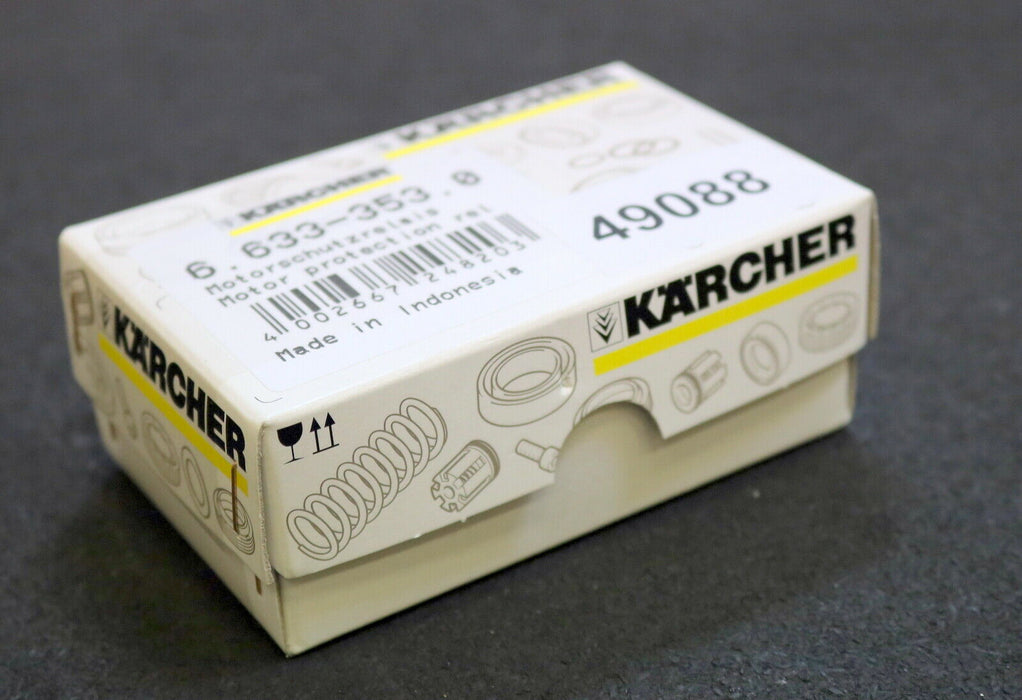 KÄRCHER
KÄRCHER
6.633-353.0
Motorschutzrelais
Motor protection rel
4 002667 248203
Made in Indonesia
49088
KÄRCHER
KÄRCHER